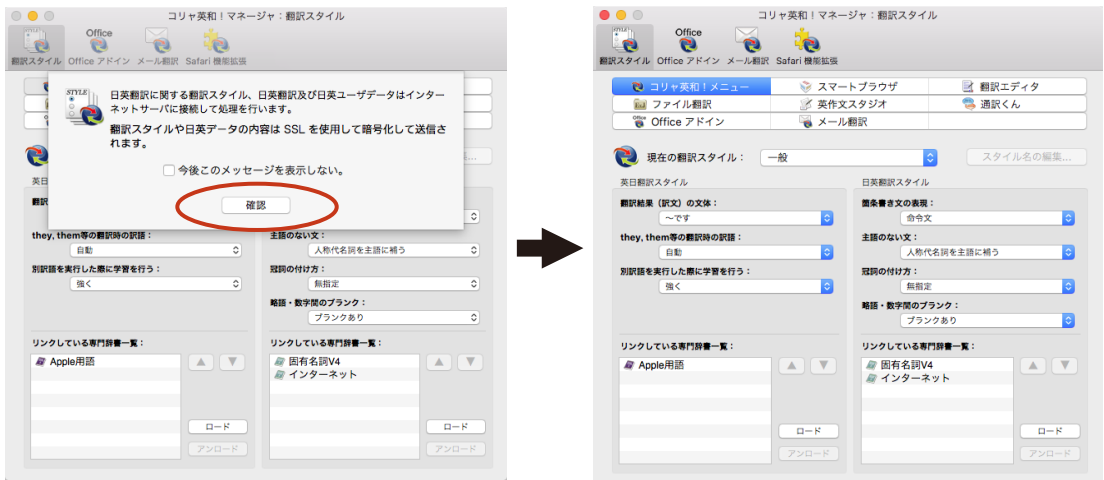 コリャ英和！マネージャ：翻訳スタイル
STYLE
Office
翻訳スタイル Office アドイン メール翻訳 Safari 機能拡張
STYLE
日英翻訳に関する翻訳スタイル、日英翻訳及び日英ユーザデータはインター
ネットサーバに接続して処理を行います。
翻訳スタイルや日英データの内容は SSL を使用して暗号化して送信さ
れます。
今後このメッセージを表示しない。
確認
英日
翻訳
they, them等の翻訳時の訳語：
自動
別訳語を実行した際に学習を行う：
強く
主語のない文：
人称代名詞を主語に補う
冠詞の付け方：
無指定
略語・数字間のブランク：
ブランクあり
リンクしている専門辞書一覧：
Apple用語
ロード
アンロード
リンクしている専門辞書一覧：
固有名詞V4
インターネット
ロード
アンロード
コリャ英和！マネージャ：翻訳スタイル
STYLE
Office
翻訳スタイル Office アドイン メール翻訳 Safari 機能拡張
コリャ英和！メニュー スマートブラウザ 翻訳エディタ
ファイル翻訳 英作文スタジオ 通訳くん
Office アドイン メール翻訳
現在の翻訳スタイル： 一般 スタイル名の編集...
英日翻訳スタイル
翻訳結果（訳文）の文体：
〜です
they, them等の翻訳時の訳語：
自動
別訳語を実行した際に学習を行う：
強く
日英翻訳スタイル
箇条書き文の表現：
命令文
主語のない文：
人称代名詞を主語に補う
冠詞の付け方：
無指定
略語・数字間のブランク：
ブランクあり
リンクしている専門辞書一覧：
Apple用語
ロード
アンロード
リンクしている専門辞書一覧：
固有名詞V4
インターネット
ロード
アンロード